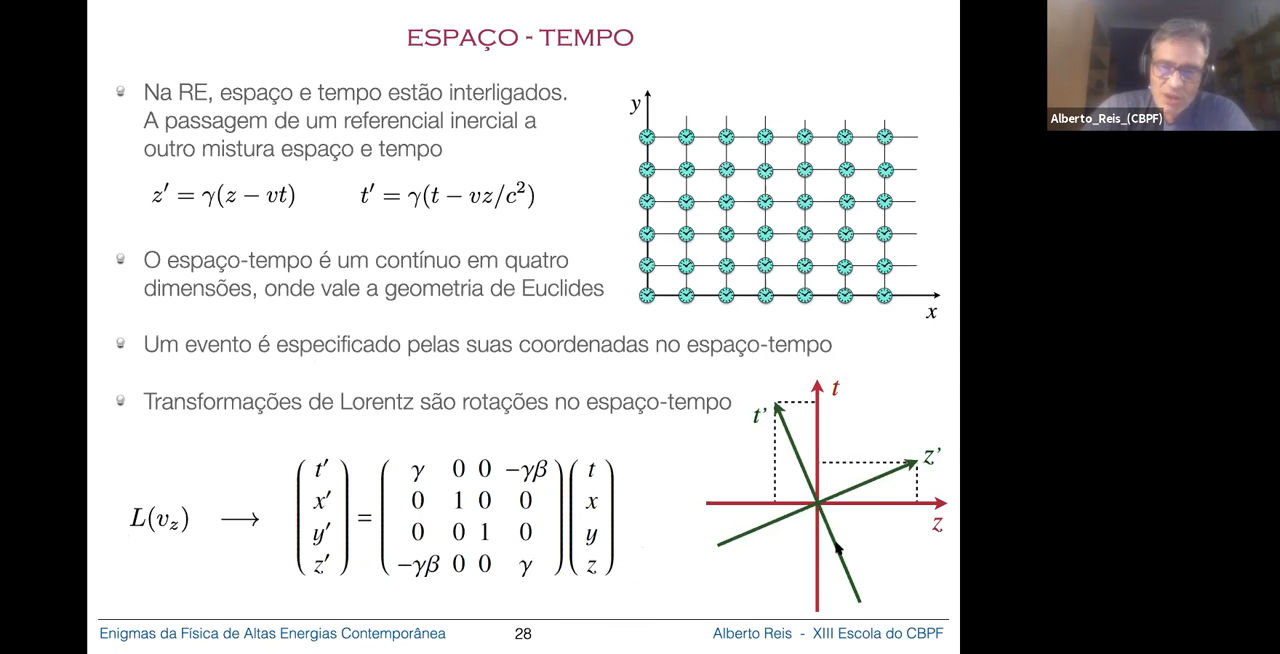 ESPAÇO - TEMPO
Na RE, espaço e tempo estão interligados.
A passagem de um referencial inercial a
outro mistura espaço e tempo
z′ = γ(z − vt) t′ = γ(t − vz/c²)
O espaço-tempo é um contínuo em quatro
dimensões, onde vale a geometria de Euclides
Um evento é especificado pelas suas coordenadas no espaço-tempo
Transformações de Lorentz são rotações no espaço-tempo
L(v_z) ⟶ ( t′ ) = ( γ 0 0 −γβ ) ( t )
( x′ ) ( 0 1 0 0 ) ( x )
( y′ ) ( 0 0 1 0 ) ( y )
( z′ ) ( −γβ 0 0 γ ) ( z )
y
x
t
t’
z’
z
Enigmas da Física de Altas Energias Contemporânea 28 Alberto Reis - XIII Escola do CBPF
Alberto_Reis_(CBPF)